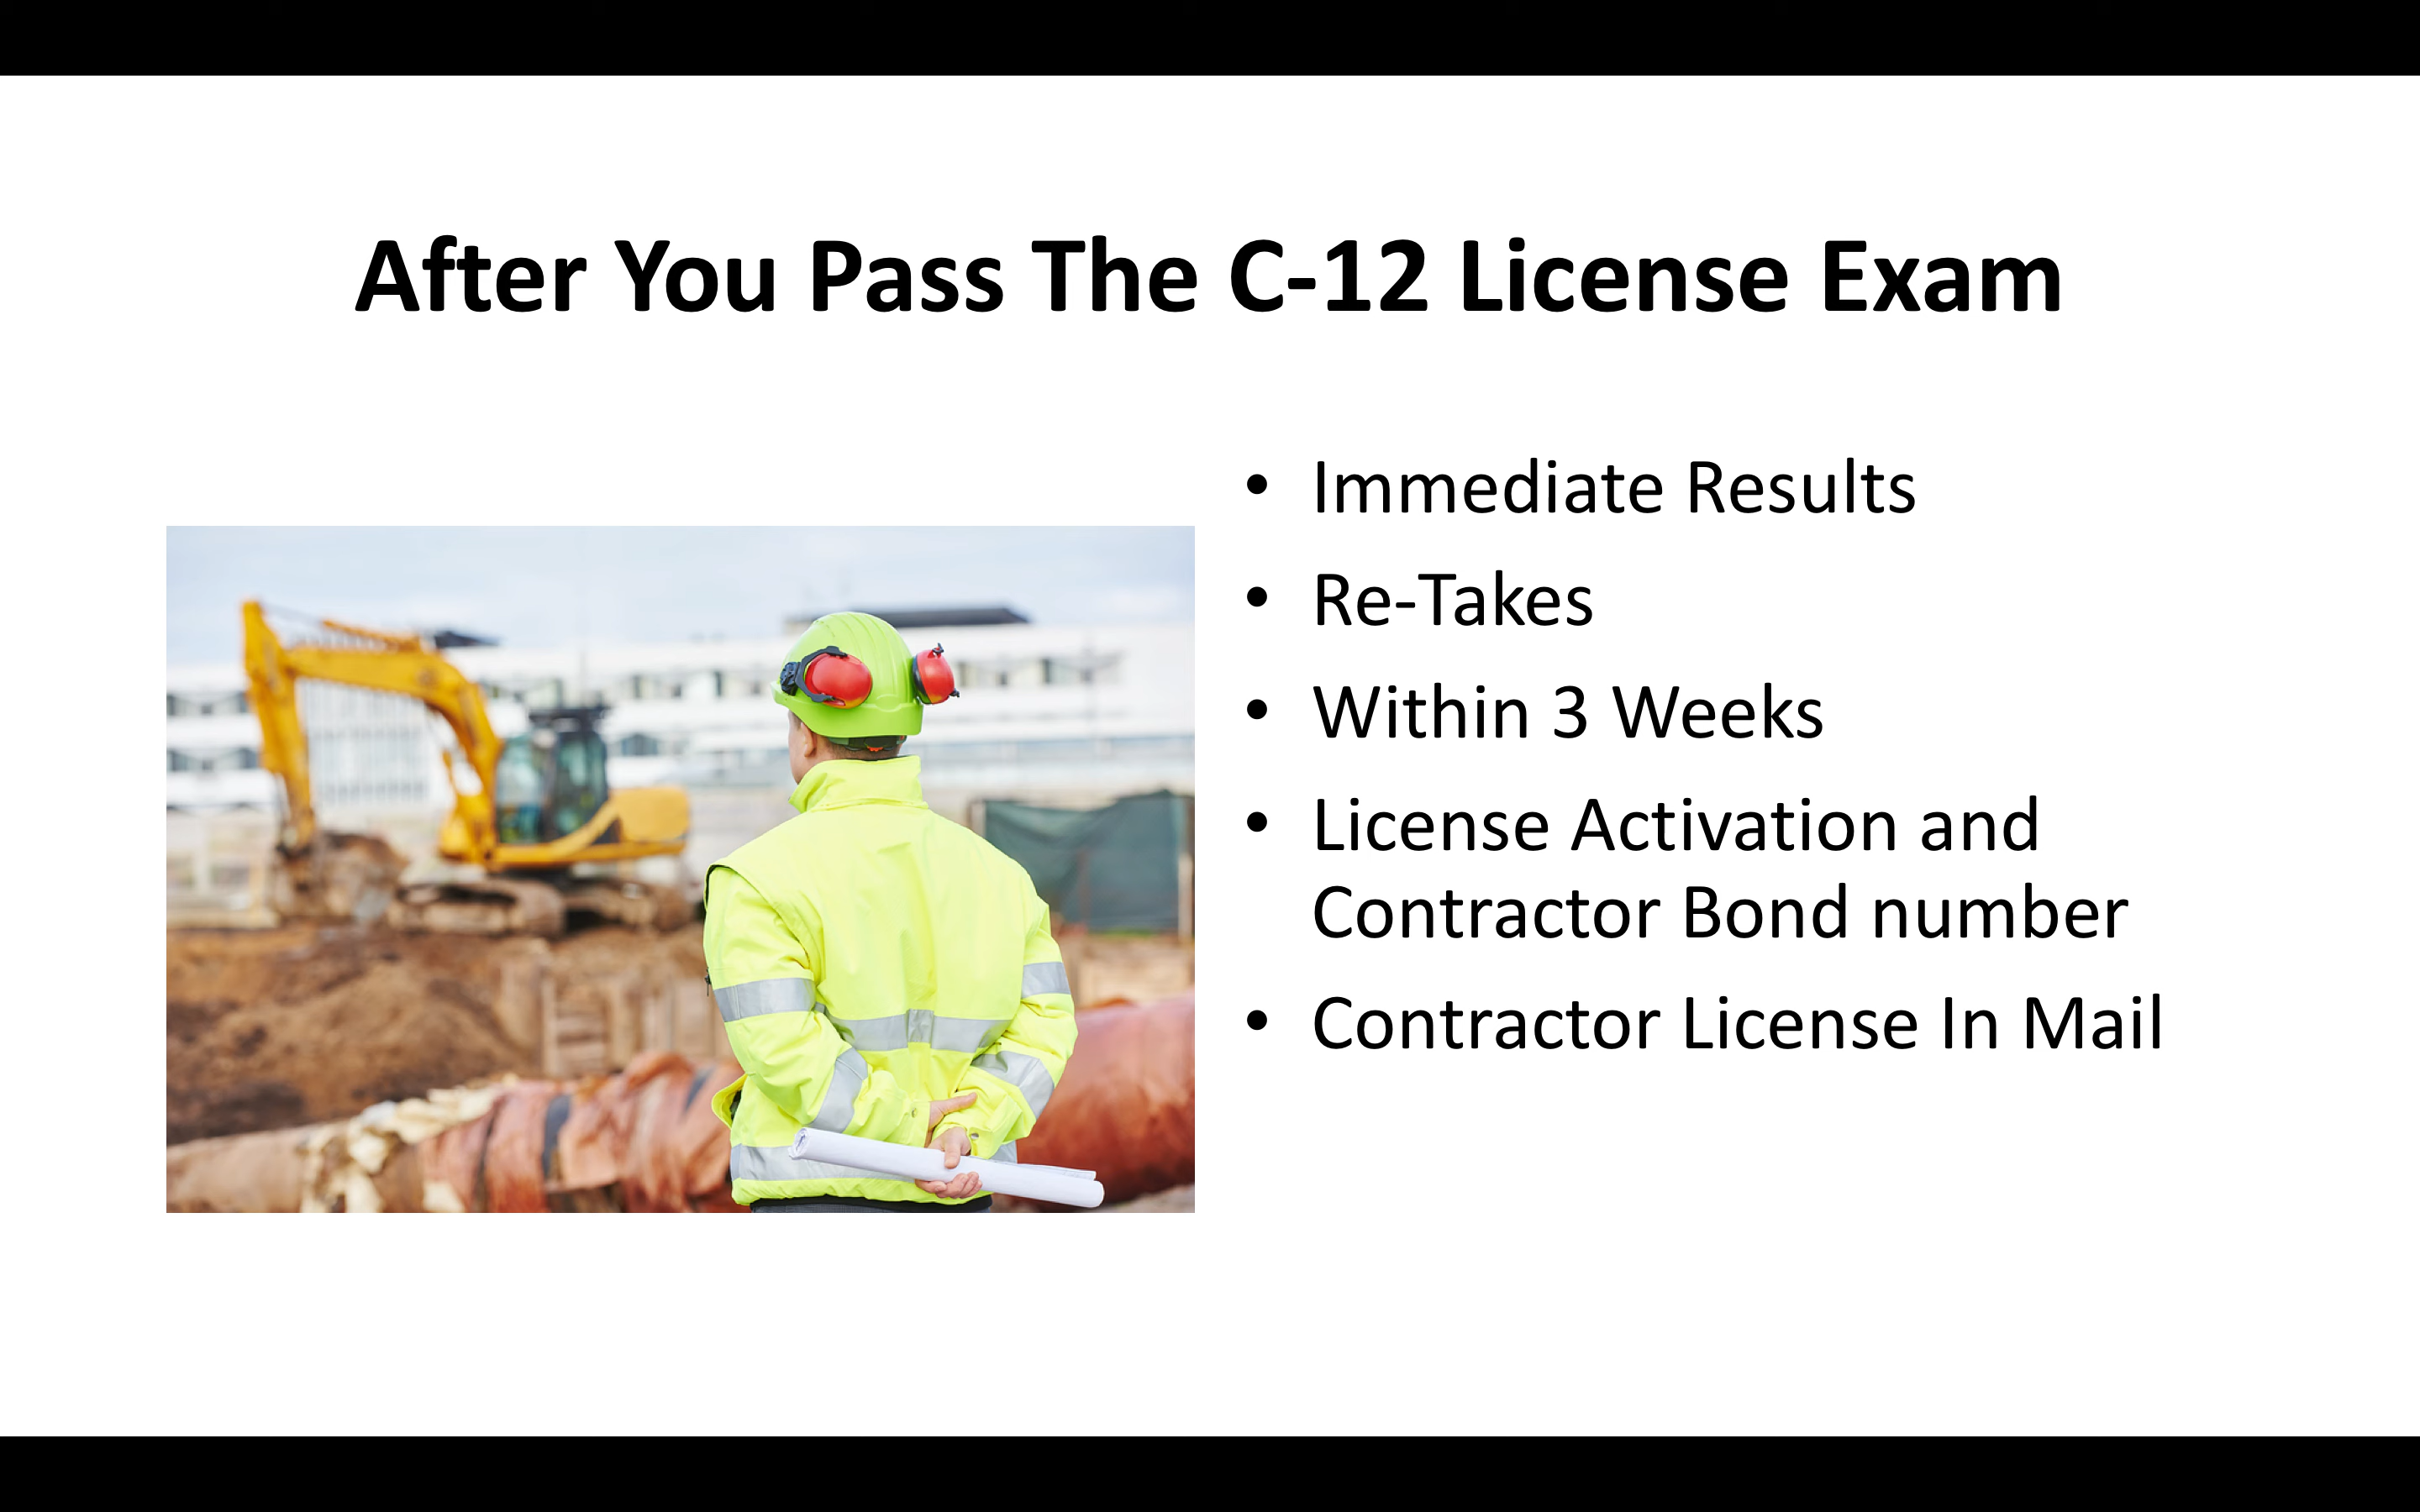 After You Pass The C-12 License Exam
• Immediate Results
• Re-Takes
• Within 3 Weeks
• License Activation and
Contractor Bond number
• Contractor License In Mail